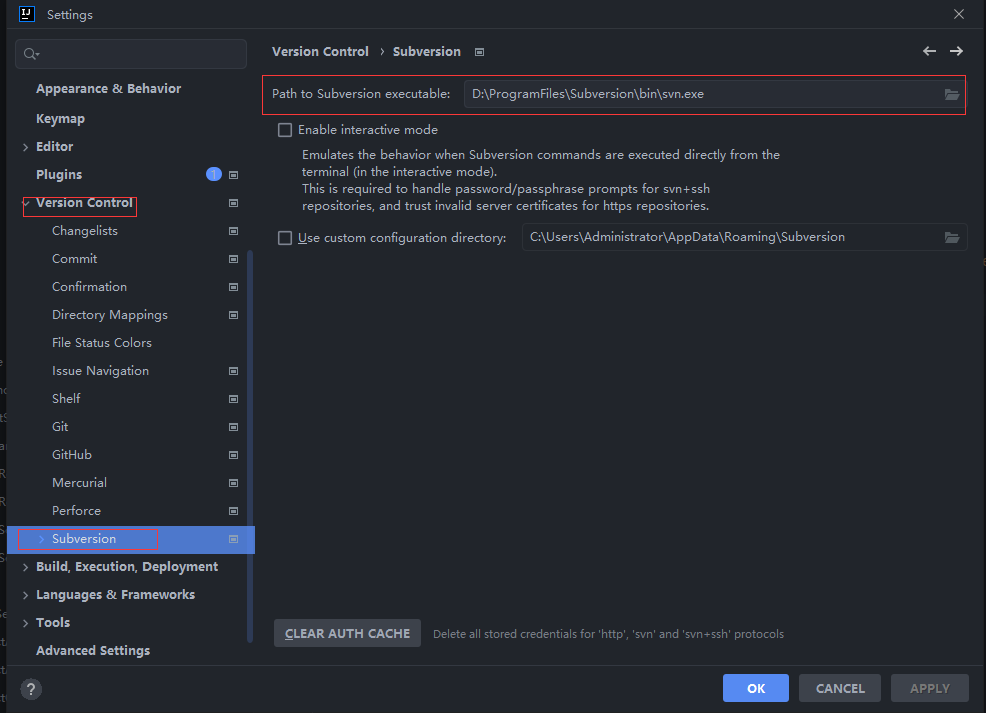 IJ Settings
Version Control › Subversion
Appearance & Behavior
Path to Subversion executable: D:\ProgramFiles\Subversion\bin\svn.exe
Keymap
Enable interactive mode
Editor
Emulates the behavior when Subversion commands are executed directly from the
terminal (in the interactive mode).
Plugins 1
This is required to handle password/passphrase prompts for svn+ssh
repositories, and trust invalid server certificates for https repositories.
Version Control
Changelists
Use custom configuration directory: C:\Users\Administrator\AppData\Roaming\Subversion
Commit
Confirmation
Directory Mappings
File Status Colors
Issue Navigation
Shelf
Git
GitHub
Mercurial
Perforce
Subversion
Build, Execution, Deployment
Languages & Frameworks
Tools
CLEAR AUTH CACHE Delete all stored credentials for 'http', 'svn' and 'svn+ssh' protocols
Advanced Settings
? OK CANCEL APPLY